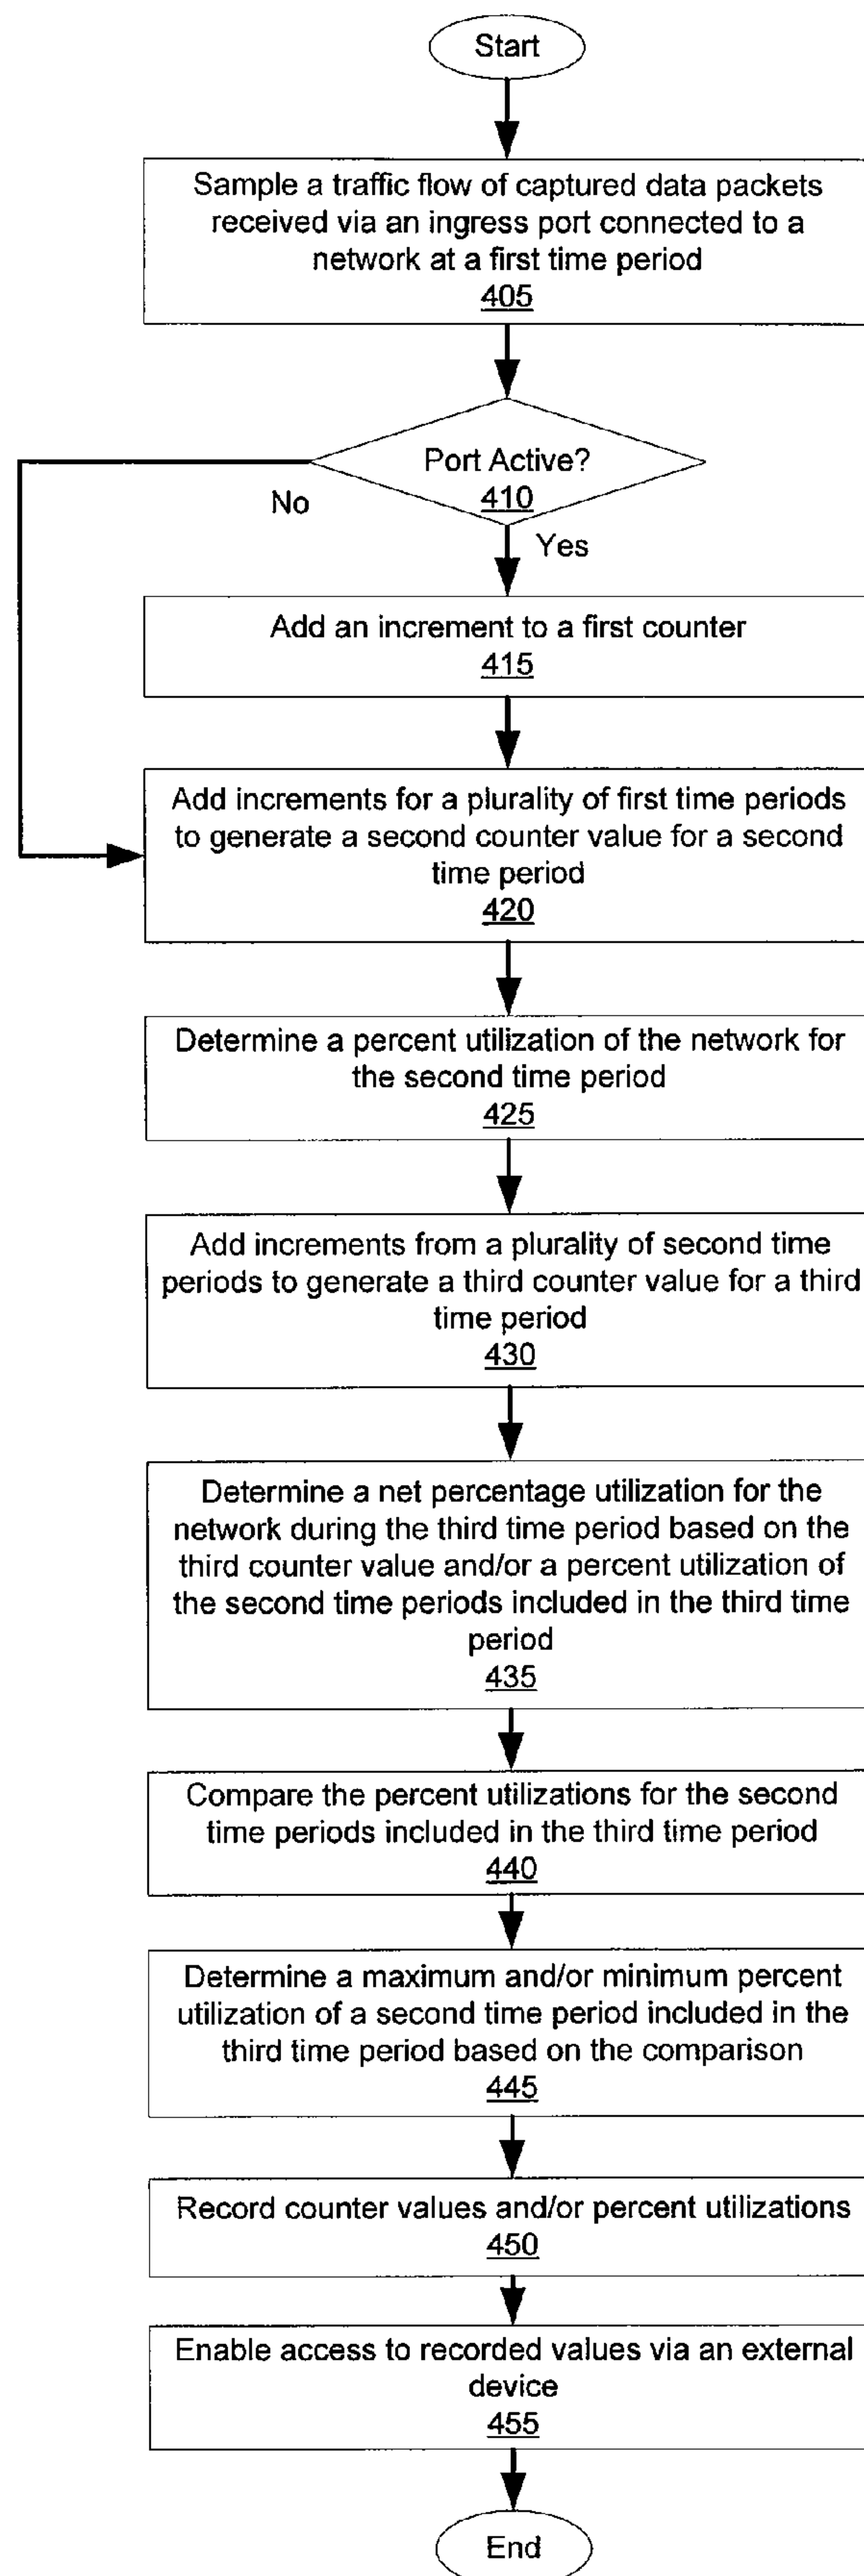 Start
Sample a traffic flow of captured data packets
received via an ingress port connected to a
network at a first time period
405
Port Active?
410
No
Yes
Add an increment to a first counter
415
Add increments for a plurality of first time periods
to generate a second counter value for a second
time period
420
Determine a percent utilization of the network for
the second time period
425
Add increments from a plurality of second time
periods to generate a third counter value for a third
time period
430
Determine a net percentage utilization for the
network during the third time period based on the
third counter value and/or a percent utilization of
the second time periods included in the third time
period
435
Compare the percent utilizations for the second
time periods included in the third time period
440
Determine a maximum and/or minimum percent
utilization of a second time period included in the
third time period based on the comparison
445
Record counter values and/or percent utilizations
450
Enable access to recorded values via an external
device
455
End